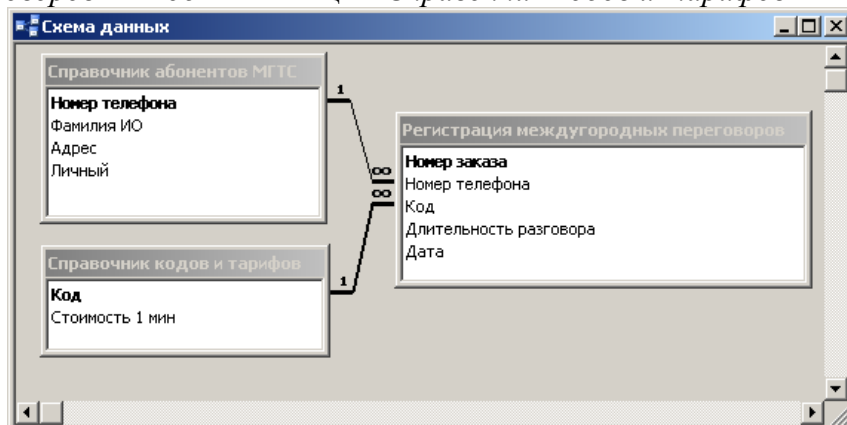 Схема данных
Справочник абонентов МГТС
Номер телефона
Фамилия ИО
Адрес
Личный
1
∞
∞
Регистрация междугородных переговоров
Номер заказа
Номер телефона
Код
Длительность разговора
Дата
Справочник кодов и тарифов
1
Код
Стоимость 1 мин